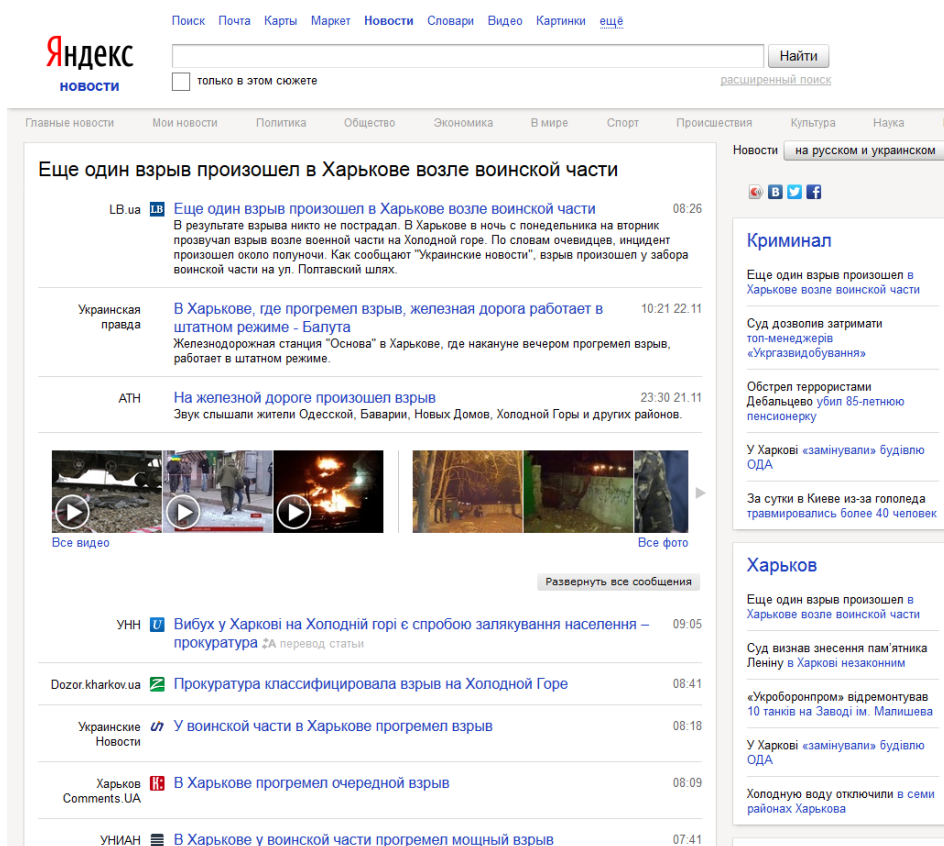 Поиск Почта Карты Маркет Новости Словари Видео Картинки ещё
Яндекс
новости
Найти
только в этом сюжете
расширенный поиск
Главные новости Мои новости Политика Общество Экономика В мире Спорт Происшествия Культура Наука
Новости на русском и украинском
Еще один взрыв произошел в Харькове возле воинской части
LB.ua LB Еще один взрыв произошел в Харькове возле воинской части 08:26
В результате взрыва никто не пострадал. В Харькове в ночь с понедельника на вторник
прозвучал взрыв возле военной части на Холодной горе. По словам очевидцев, инцидент
произошел около полуночи. Как сообщают "Украинские новости", взрыв произошел у забора
воинской части на ул. Полтавский шлях.
Украинская
правда
В Харькове, где прогремел взрыв, железная дорога работает в 10:21 22.11
штатном режиме - Балута
Железнодорожная станция "Основа" в Харькове, где накануне вечером прогремел взрыв,
работает в штатном режиме.
АТН На железной дороге произошел взрыв 23:30 21.11
Звук слышали жители Одесской, Баварии, Новых Домов, Холодной Горы и других районов.
Все видео Все фото
Развернуть все сообщения
УНН U Вибух у Харкові на Холодній горі є спробою залякування населення – 09:05
прокуратура A перевод статьи
Dozor.kharkov.ua Прокуратура классифицировала взрыв на Холодной Горе 08:41
Украинские
Новости
У воинской части в Харькове прогремел взрыв 08:18
Харьков
Comments.UA
В Харькове прогремел очередной взрыв 08:09
УНИАН В Харькове у воинской части прогремел мощный взрыв 07:41
Криминал
Еще один взрыв произошел в
Харькове возле воинской части
Суд дозволив затримати
топ-менеджерів
«Укргазвидобування»
Обстрел террористами
Дебальцево убил 85-летнюю
пенсионерку
У Харкові «замінували» будівлю
ОДА
За сутки в Киеве из-за гололеда
травмировались более 40 человек
Харьков
Еще один взрыв произошел в
Харькове возле воинской части
Суд визнав знесення пам’ятника
Леніну в Харкові незаконним
«Укроборонпром» відремонтував
10 танків на Заводі ім. Малишева
У Харкові «замінували» будівлю
ОДА
Холодную воду отключили в семи
районах Харькова